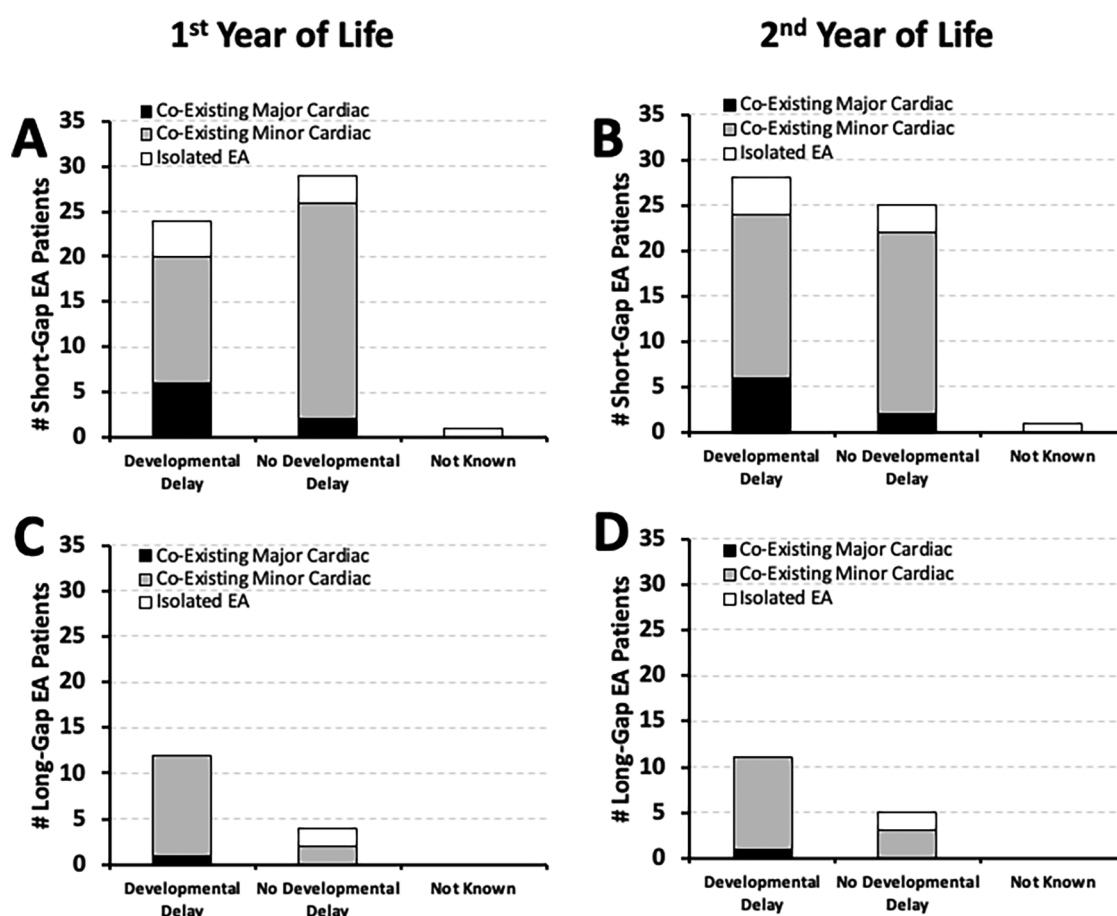 1st Year of Life
2nd Year of Life
A
# Short-Gap EA Patients
Co-Existing Major Cardiac
Co-Existing Minor Cardiac
Isolated EA
35
30
25
20
15
10
5
0
Developmental Delay
No Developmental Delay
Not Known
B
# Short-Gap EA Patients
Co-Existing Major Cardiac
Co-Existing Minor Cardiac
Isolated EA
35
30
25
20
15
10
5
0
Developmental Delay
No Developmental Delay
Not Known
C
# Long-Gap EA Patients
Co-Existing Major Cardiac
Co-Existing Minor Cardiac
Isolated EA
35
30
25
20
15
10
5
0
Developmental Delay
No Developmental Delay
Not Known
D
# Long-Gap EA Patients
Co-Existing Major Cardiac
Co-Existing Minor Cardiac
Isolated EA
35
30
25
20
15
10
5
0
Developmental Delay
No Developmental Delay
Not Known